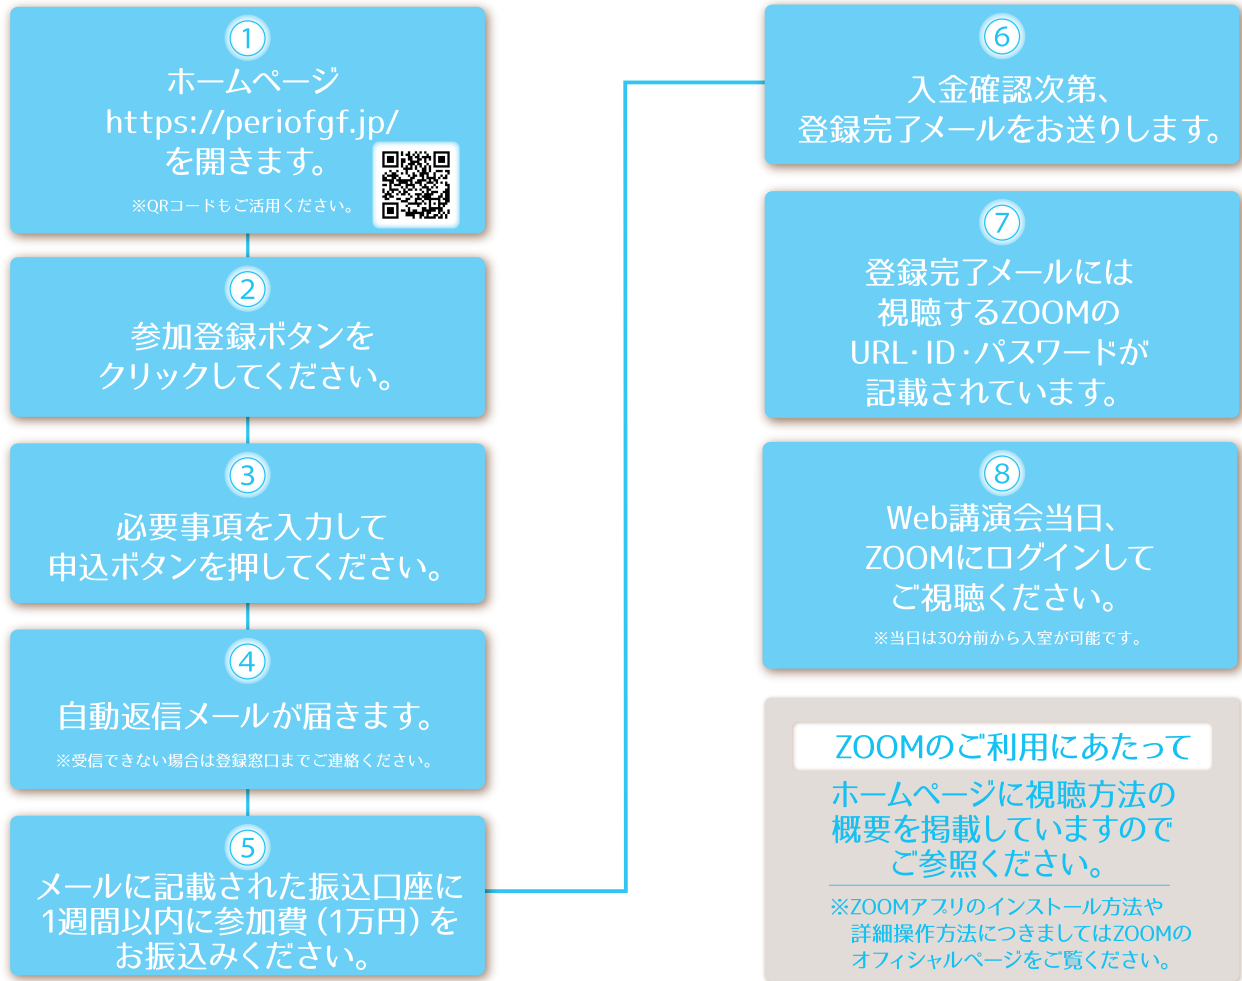 ①
ホームページ
https://periofgf.jp/
を開きます。
※QRコードもご活用ください。
②
参加登録ボタンを
クリックしてください。
③
必要事項を入力して
申込ボタンを押してください。
④
自動返信メールが届きます。
※受信できない場合は登録窓口までご連絡ください。
⑤
メールに記載された振込口座に
1週間以内に参加費（1万円）を
お振込みください。
⑥
入金確認次第、
登録完了メールをお送りします。
⑦
登録完了メールには
視聴するZOOMの
URL・ID・パスワードが
記載されています。
⑧
Web講演会当日、
ZOOMにログインして
ご視聴ください。
※当日は30分前から入室が可能です。
ZOOMのご利用にあたって
ホームページに視聴方法の
概要を掲載していますので
ご参照ください。
※ZOOMアプリのインストール方法や
詳細操作方法につきましてはZOOMの
オフィシャルページをご覧ください。